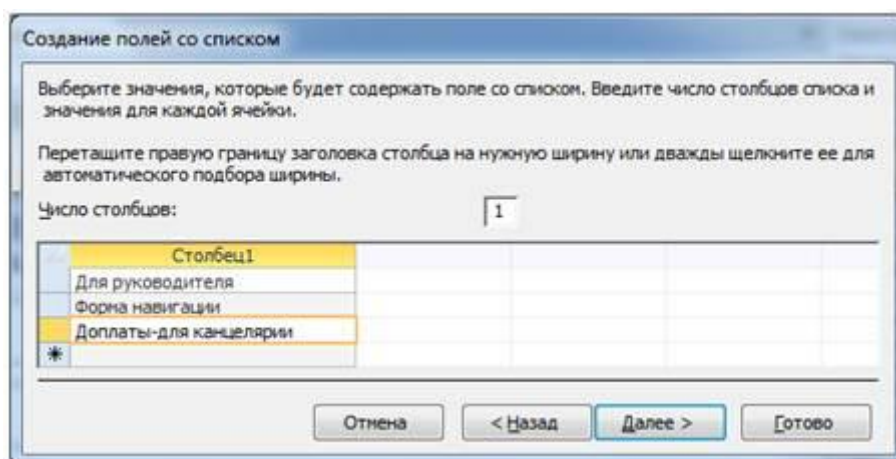 Создание полей со списком
Выберите значения, которые будет содержать поле со списком. Введите число столбцов списка и
значения для каждой ячейки.
Перетащите правую границу заголовка столбца на нужную ширину или дважды щелкните ее для
автоматического подбора ширины.
Число столбцов: 1
Столбец1
Для руководителя
Форма навигации
Доплаты-для канцелярии
Отмена < Назад Далее > Готово